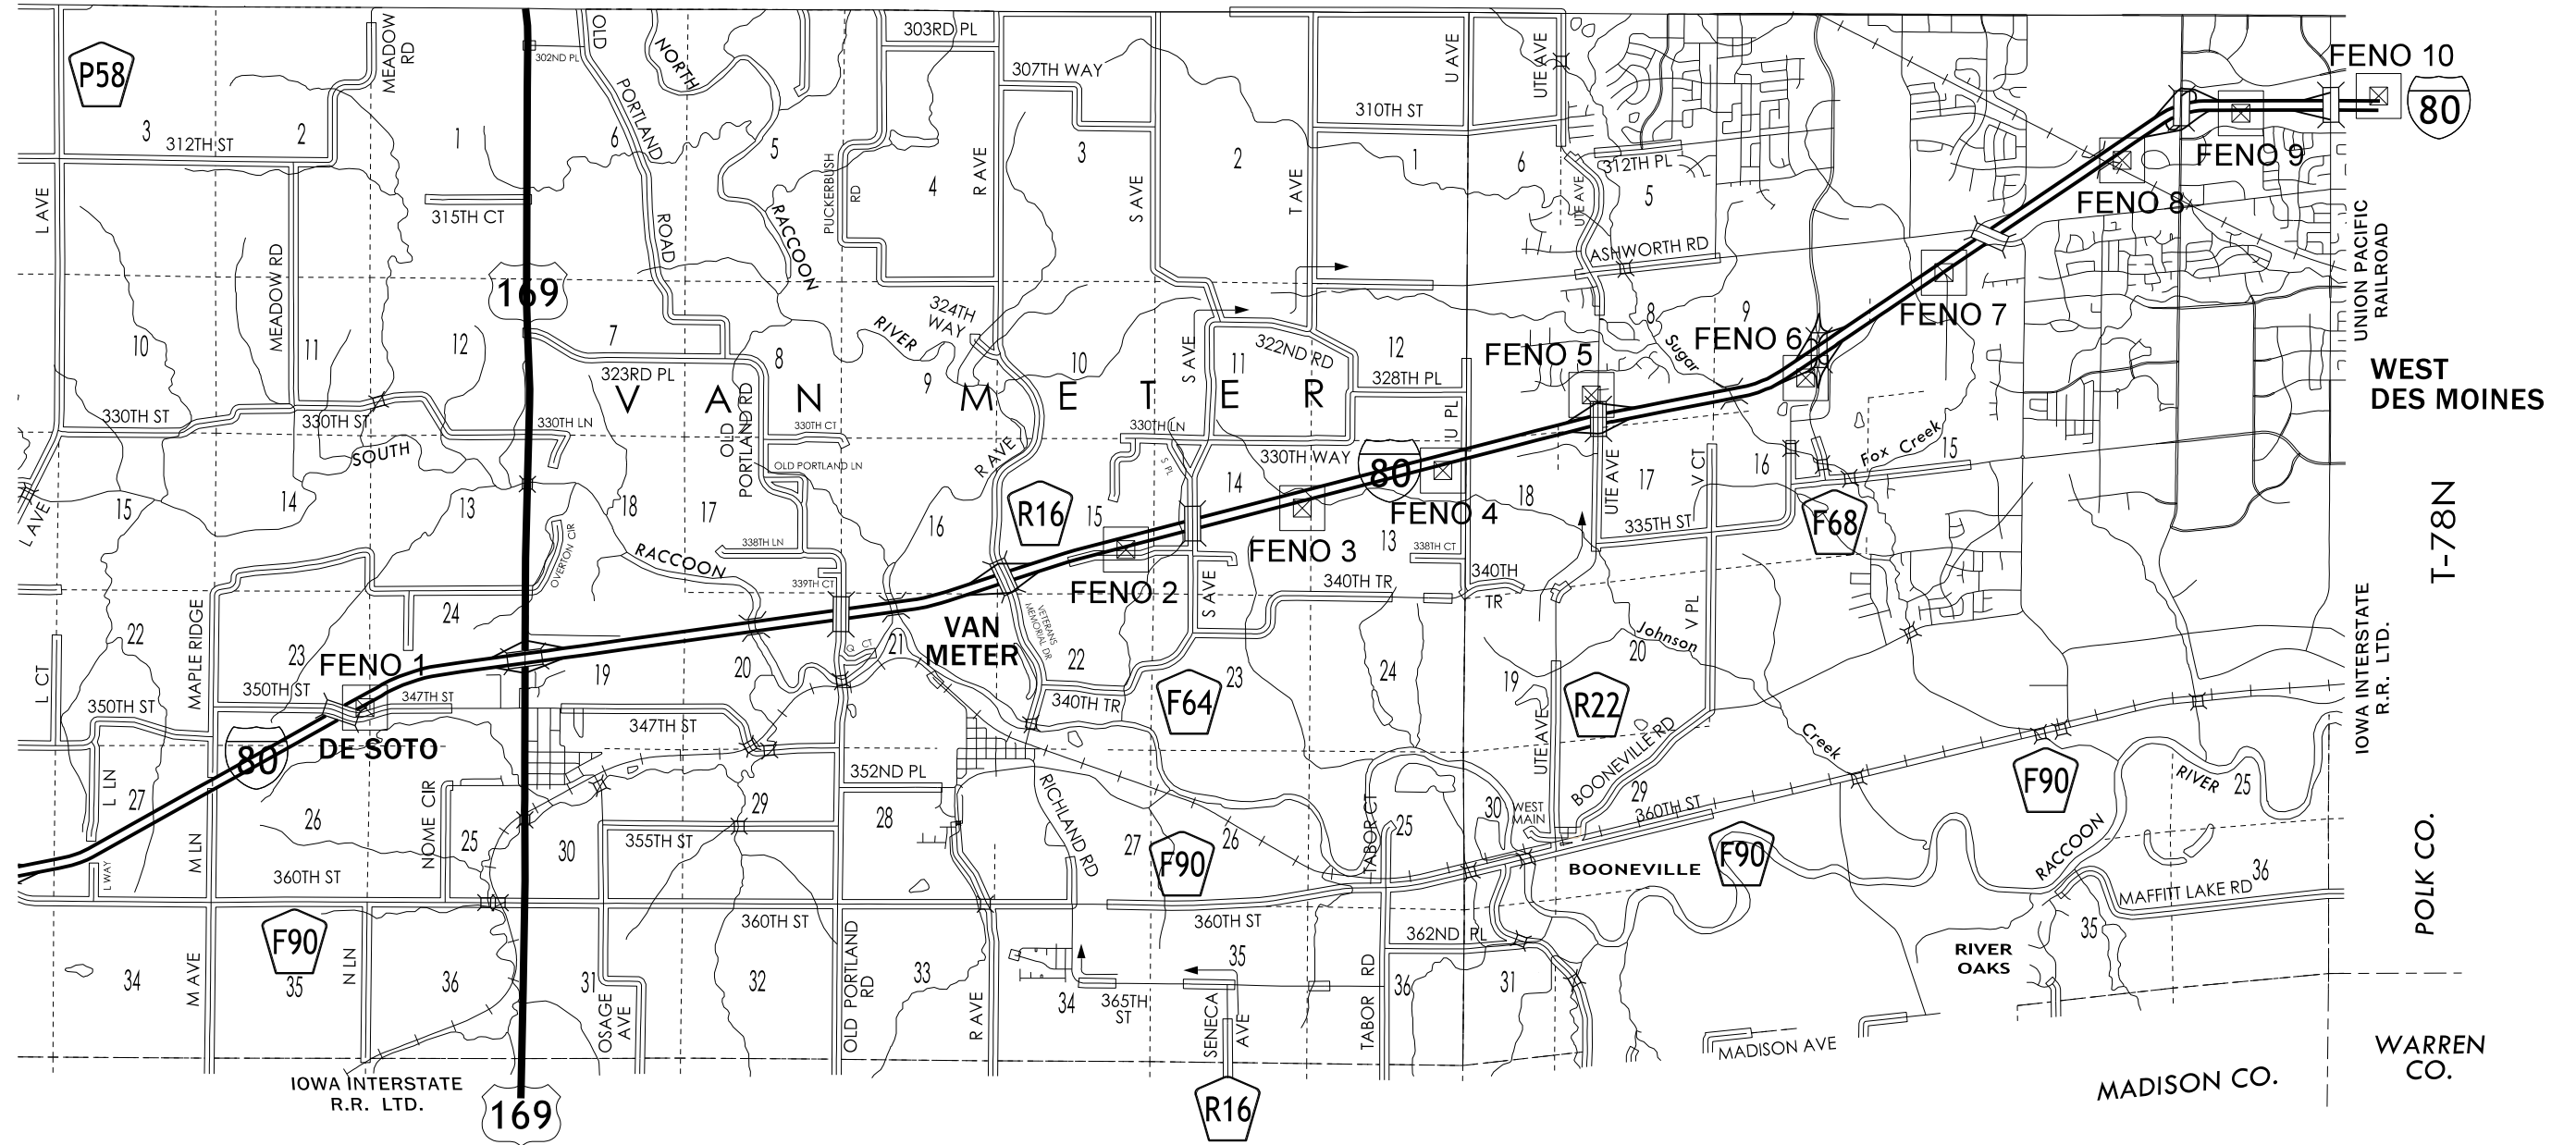 303RD PL
OLD
MEADOW
RD
U AVE
UTE AVE
FENO 10
302ND PL
NORTH
P58
307TH WAY
80
PORTLAND
310TH ST
3
312TH ST
2
1
6
5
PUCKERBUSH
RD
4
R AVE
3
2
1
6
312TH PL
5
FENO 9
FENO 8
L AVE
315TH CT
MEADOW RD
ROAD
RACCOON
S AVE
T AVE
UTE AVE
ASHWORTH RD
UNION PACIFIC
RAILROAD
169
324TH
WAY
RIVER
FENO 7
10
11
12
7
323RD PL
8
9
10
S AVE
11
322ND RD
12
328TH PL
FENO 5
8
Sugar
9
FENO 6
WEST
DES MOINES
VAN METER
330TH ST
330TH ST
SOUTH
330TH LN
OLD
PORTLAND RD
330TH CT
OLD PORTLAND LN
R AVE
330TH LN
S PL
330TH WAY
80
U PL
UTE AVE
V CT
Fox Creek
L AVE
15
14
13
18
17
16
R16
15
14
FENO 4
18
17
16
15
F68
T-78N
OVERTON CIR
RACCOON
338TH LN
339TH CT
FENO 2
FENO 3
13
338TH CT
335TH ST
340TH TR
340TH
TR
S AVE
22
MAPLE RIDGE
23
24
FENO 1
19
20
Q CT
21
VAN
METER
VETERANS
MEMORIAL DR
22
23
24
19
20
V PL
Johnson
Creek
IOWA INTERSTATE
R.R. LTD.
L CT
350TH ST
350TH ST
347TH ST
347TH ST
340TH TR
F64
R22
UTE AVE
BOONEVILLE RD
80
DE SOTO
L LN
27
M LN
26
NOME CIR
25
30
29
352ND PL
28
RICHLAND RD
27
F90
26
TABOR CT
25
30
WEST
MAIN
29
360TH ST
F90
RIVER
25
355TH ST
L WAY
360TH ST
360TH ST
360TH ST
BOONEVILLE
F90
RACCOON
MAFFITT LAKE RD
36
POLK CO.
F90
34
M AVE
35
N LN
36
31
OSAGE
AVE
32
OLD PORTLAND
RD
33
R AVE
34
365TH
ST
SENECA
AVE
35
TABOR RD
362ND PL
36
31
RIVER
OAKS
35
MADISON AVE
WARREN
CO.
MADISON CO.
IOWA INTERSTATE
R.R. LTD.
169
R16